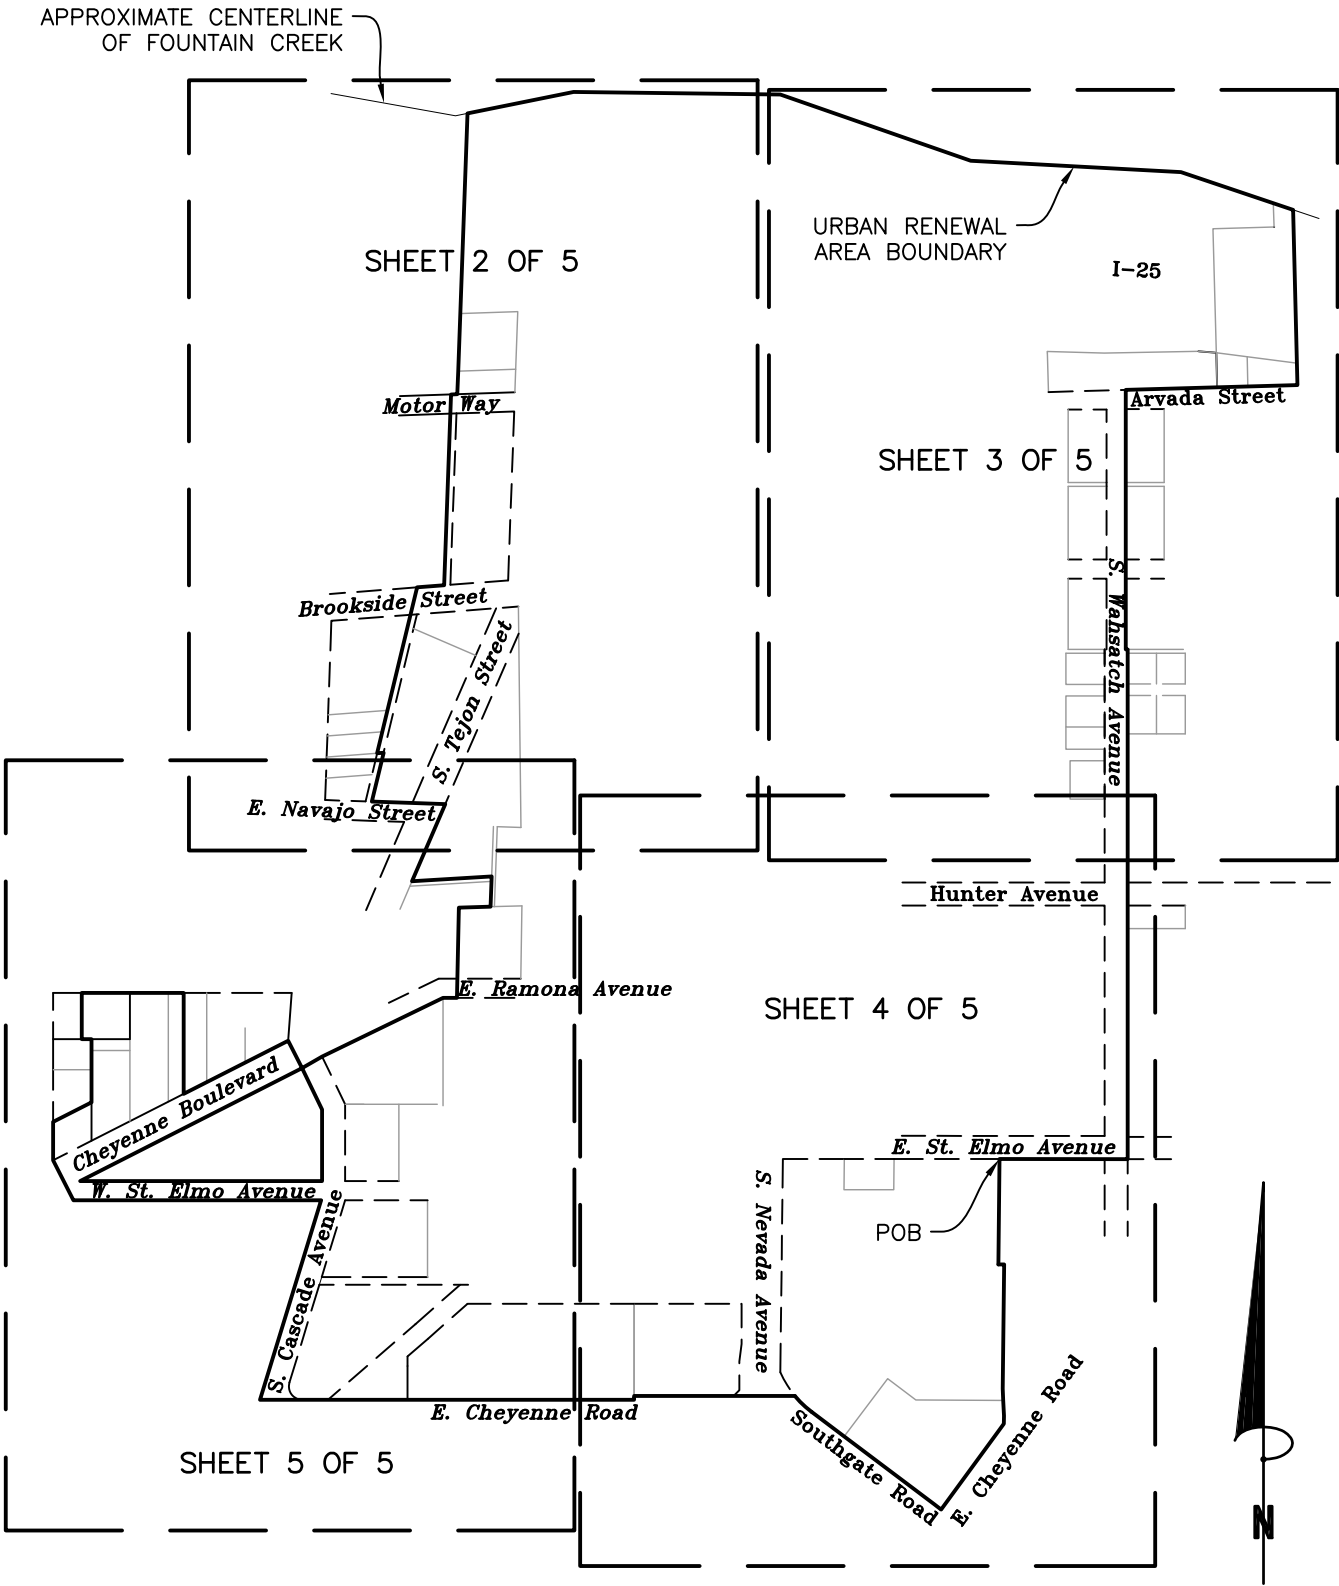 APPROXIMATE CENTERLINE
OF FOUNTAIN CREEK
URBAN RENEWAL
AREA BOUNDARY
SHEET 2 OF 5
I-25
Motor Way
Arvada Street
SHEET 3 OF 5
S. Wahsatch Avenue
Brookside Street
S. Tejon Street
E. Navajo Street
Hunter Avenue
E. Ramona Avenue
SHEET 4 OF 5
Cheyenne Boulevard
E. St. Elmo Avenue
W. St. Elmo Avenue
S. Nevada Avenue
POB
S. Cascade Avenue
E. Cheyenne Road
Southgate Road
E. Cheyenne Road
SHEET 5 OF 5
N